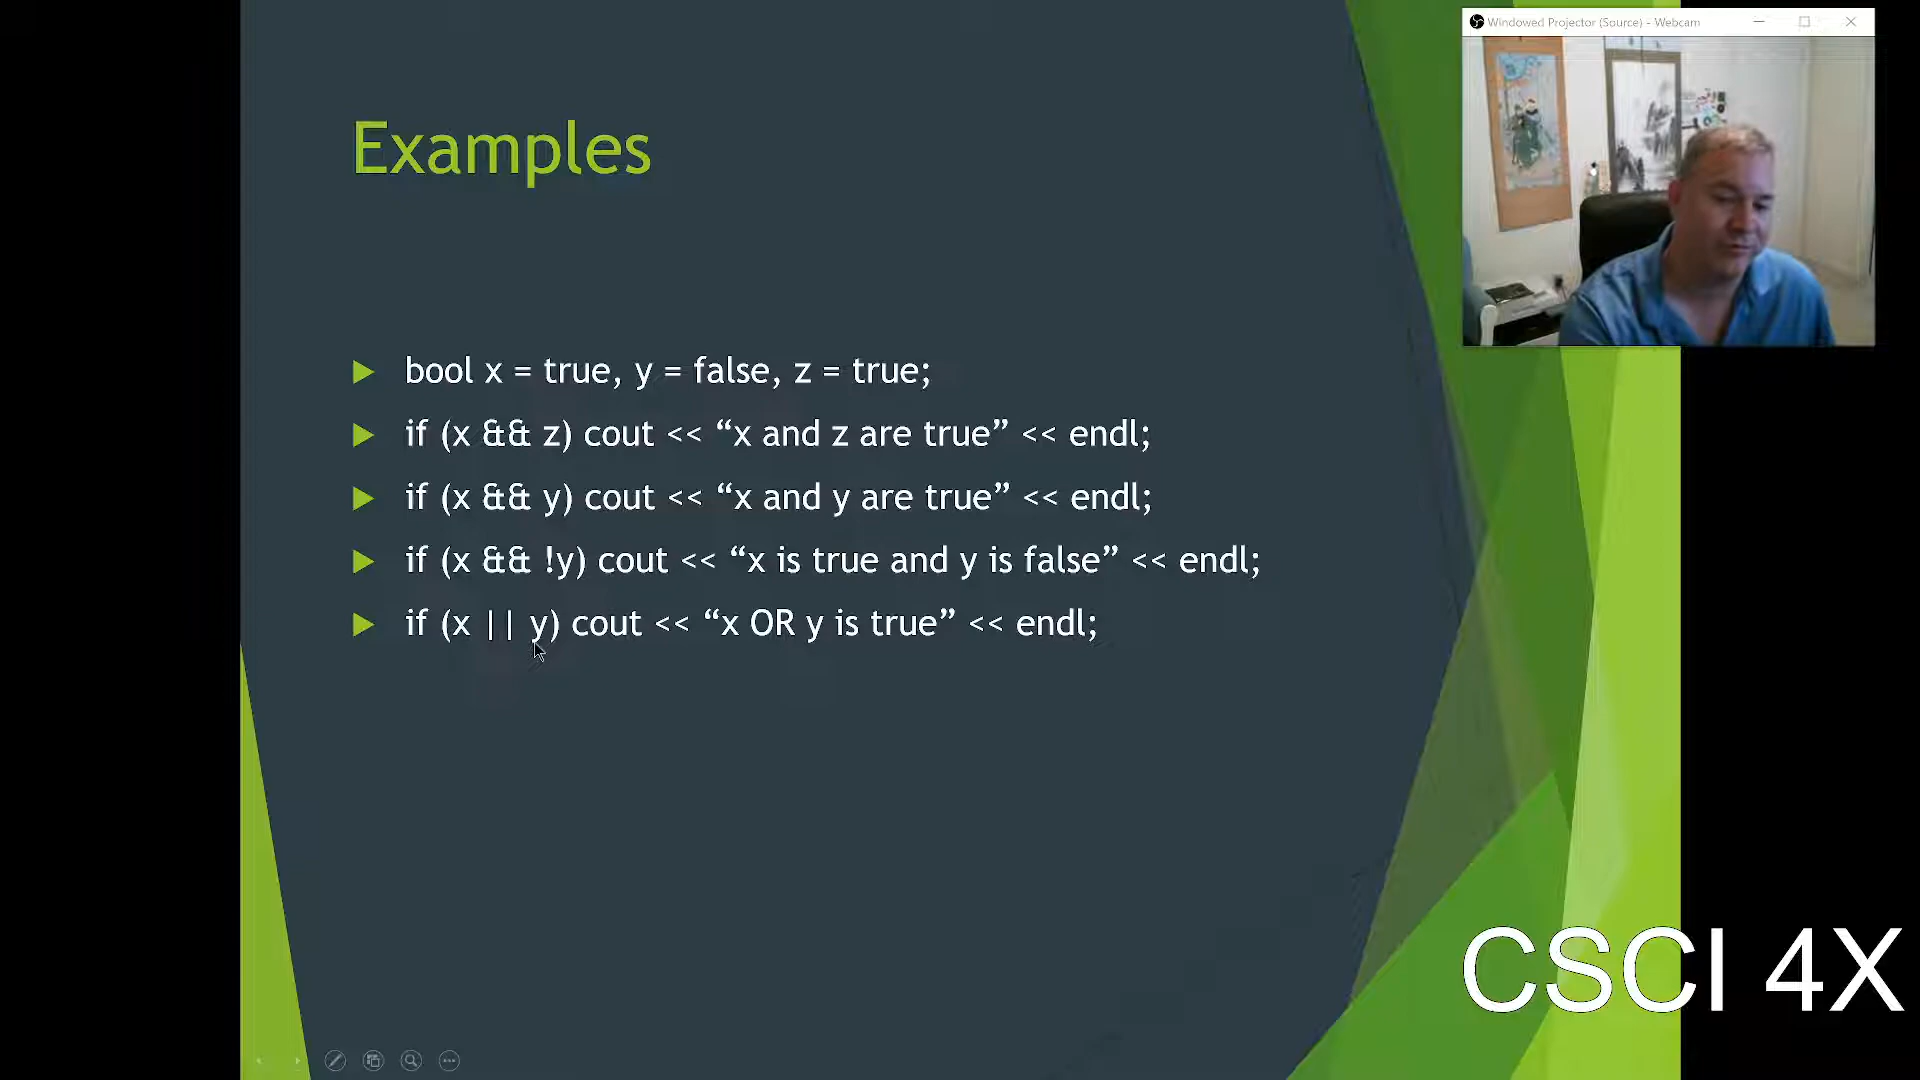 Windowed Projector (Source) - Webcam
Examples
bool x = true, y = false, z = true;
if (x && z) cout << “x and z are true” << endl;
if (x && y) cout << “x and y are true” << endl;
if (x && !y) cout << “x is true and y is false” << endl;
if (x || y) cout << “x OR y is true” << endl;
CSCI 4X